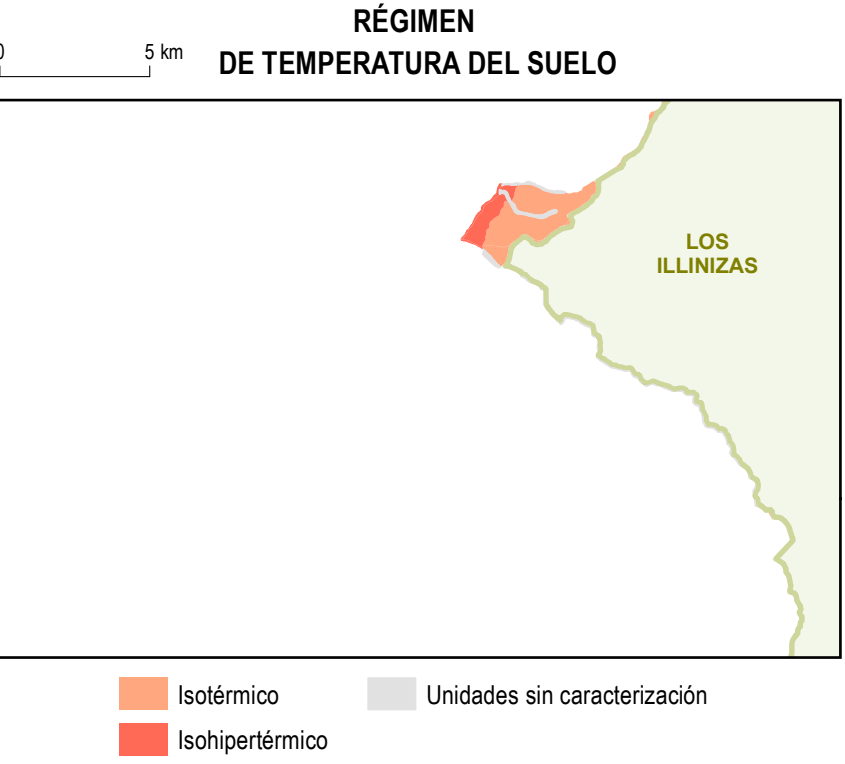 RÉGIMEN
DE TEMPERATURA DEL SUELO
0 5 km
LOS
ILLINIZAS
Isotérmico
Unidades sin caracterización
Isohipertérmico